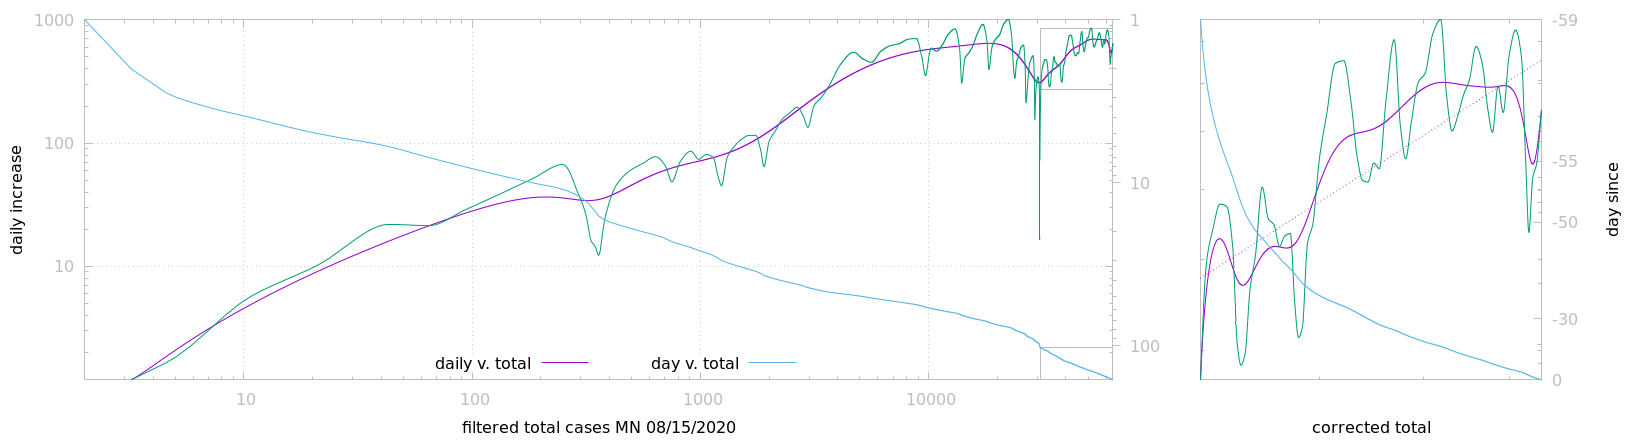 1000
100
10
daily increase
daily v. total
day v. total
10
100
1000
10000
filtered total cases MN 08/15/2020
1
10
100
-59
-55
-50
-30
0
day since
corrected total